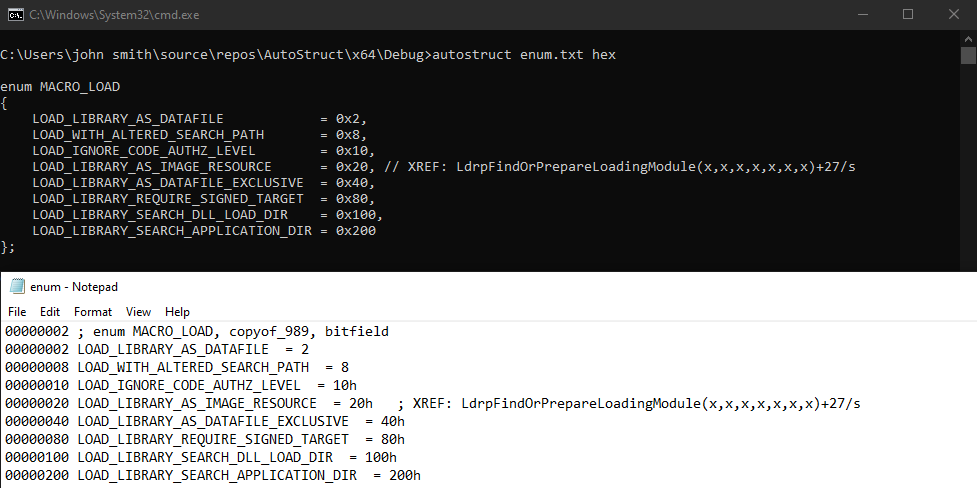 C:\Windows\System32\cmd.exe
C:\Users\john smith\source\repos\AutoStruct\x64\Debug>autostruct enum.txt hex
enum MACRO_LOAD
{
    LOAD_LIBRARY_AS_DATAFILE            = 0x2,
    LOAD_WITH_ALTERED_SEARCH_PATH       = 0x8,
    LOAD_IGNORE_CODE_AUTHZ_LEVEL        = 0x10,
    LOAD_LIBRARY_AS_IMAGE_RESOURCE      = 0x20, // XREF: LdrpFindOrPrepareLoadingModule(x,x,x,x,x,x,x)+27/s
    LOAD_LIBRARY_AS_DATAFILE_EXCLUSIVE  = 0x40,
    LOAD_LIBRARY_REQUIRE_SIGNED_TARGET  = 0x80,
    LOAD_LIBRARY_SEARCH_DLL_LOAD_DIR    = 0x100,
    LOAD_LIBRARY_SEARCH_APPLICATION_DIR = 0x200
};
enum - Notepad
File Edit Format View Help
00000002 ; enum MACRO_LOAD, copyof_989, bitfield
00000002 LOAD_LIBRARY_AS_DATAFILE  = 2
00000008 LOAD_WITH_ALTERED_SEARCH_PATH  = 8
00000010 LOAD_IGNORE_CODE_AUTHZ_LEVEL  = 10h
00000020 LOAD_LIBRARY_AS_IMAGE_RESOURCE  = 20h   ; XREF: LdrpFindOrPrepareLoadingModule(x,x,x,x,x,x,x)+27/s
00000040 LOAD_LIBRARY_AS_DATAFILE_EXCLUSIVE  = 40h
00000080 LOAD_LIBRARY_REQUIRE_SIGNED_TARGET  = 80h
00000100 LOAD_LIBRARY_SEARCH_DLL_LOAD_DIR  = 100h
00000200 LOAD_LIBRARY_SEARCH_APPLICATION_DIR  = 200h